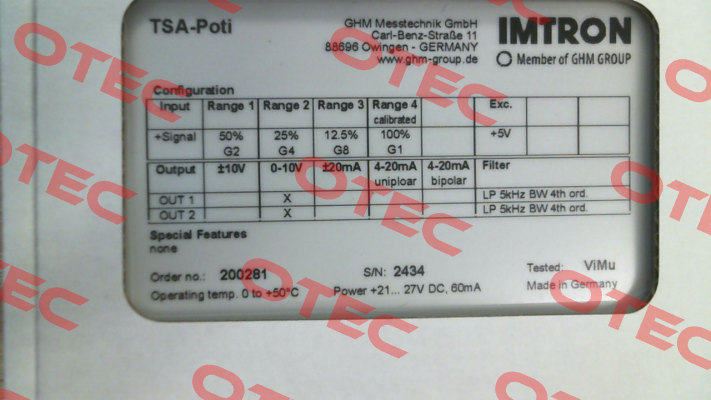 TSA-Poti
GHM Messtechnik GmbH
Carl-Benz-Straße 11
88696 Owingen - GERMANY
www.ghm-group.de
IMTRON
Member of GHM GROUP
Configuration
Input Range 1 Range 2 Range 3 Range 4 Exc.
calibrated
+Signal 50% 25% 12.5% 100% +5V
G2 G4 G8 G1
Output ±10V 0-10V ±20mA 4-20mA 4-20mA Filter
uniploar bipolar
OUT 1 X LP 5kHz BW 4th ord.
OUT 2 X LP 5kHz BW 4th ord.
Special Features
none
Order no.: 200281 S/N: 2434 Tested: ViMu
Operating temp. 0 to +50°C Power +21... 27V DC, 60mA Made in Germany
OTEC
OTEC
OTEC
OTEC
OTEC
OTEC
OTEC
OTEC
OTEC
OTEC
OTEC